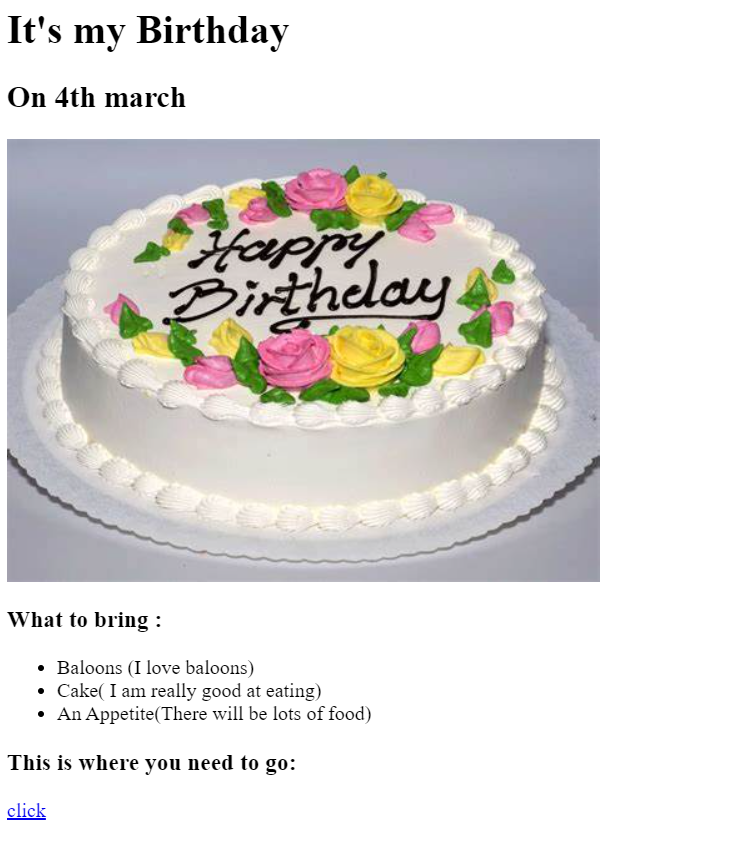 It's my Birthday
On 4th march
Happy
Birthday
What to bring :
Baloons (I love baloons)
Cake( I am really good at eating)
An Appetite(There will be lots of food)
This is where you need to go:
click